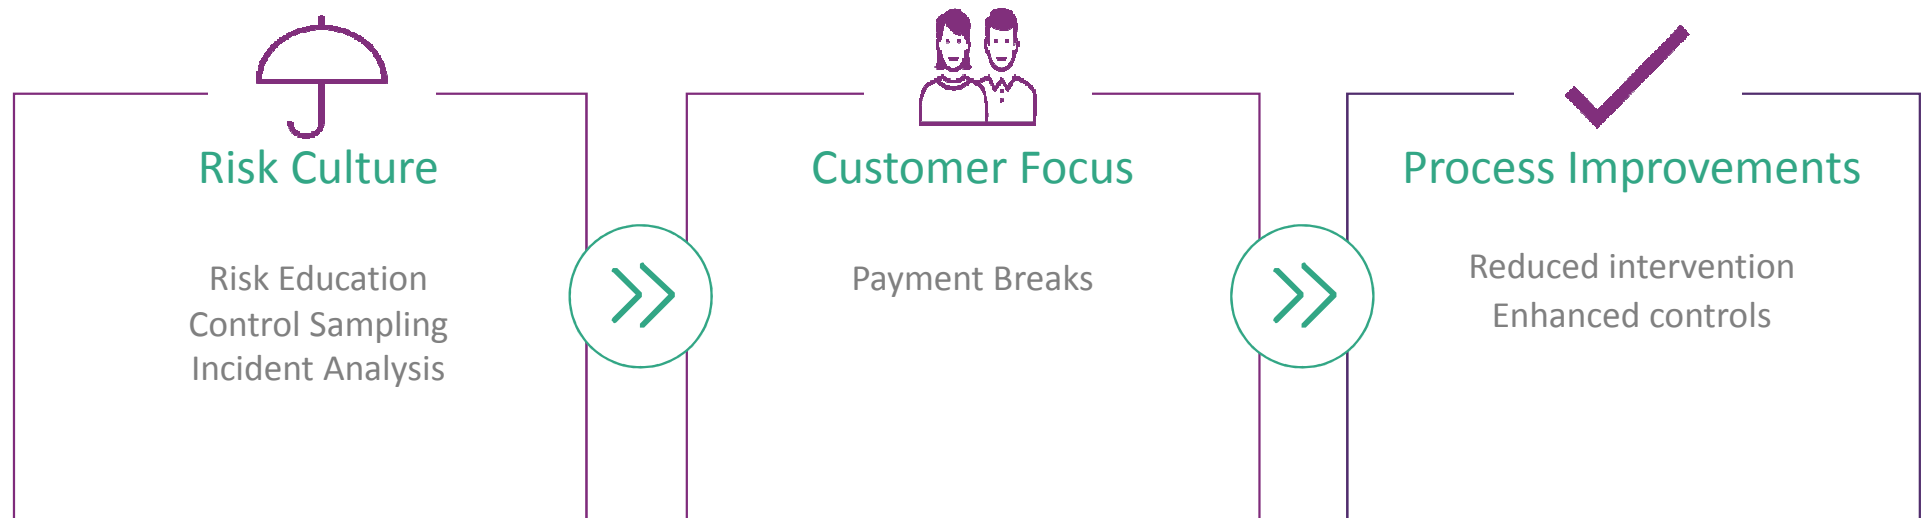 Risk Culture
Risk Education
Control Sampling
Incident Analysis
Customer Focus
Payment Breaks
Process Improvements
Reduced intervention
Enhanced controls